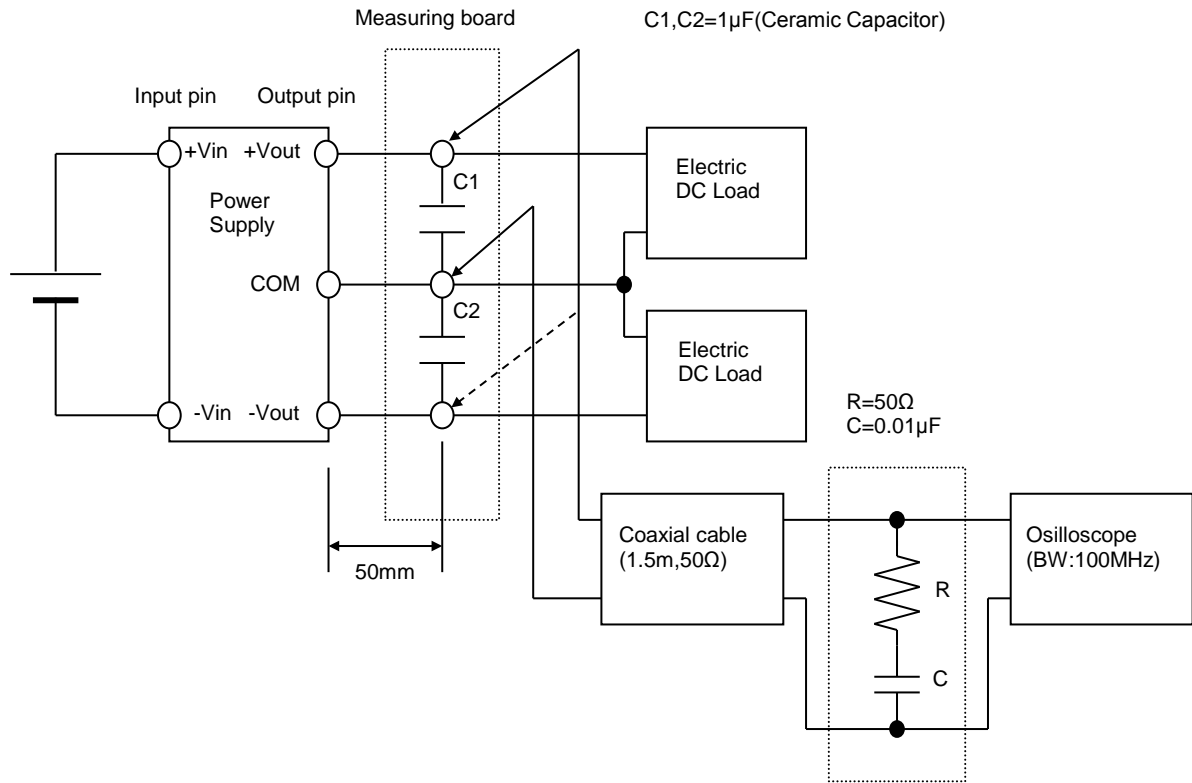 Measuring board
C1,C2=1µF(Ceramic Capacitor)
Input pin
Output pin
+Vin
+Vout
C1
Electric
DC Load
Power
Supply
COM
C2
Electric
DC Load
-Vin
-Vout
R=50Ω
C=0.01µF
50mm
Coaxial cable
(1.5m,50Ω)
Osilloscope
(BW:100MHz)
R
C